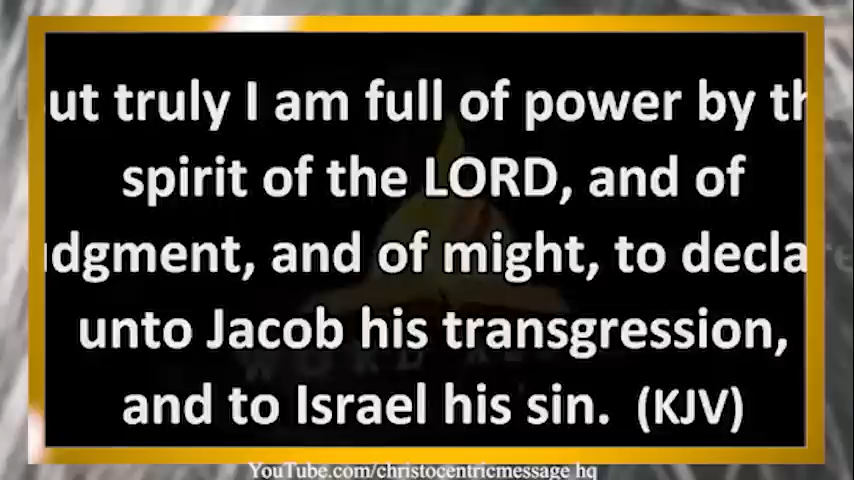 ut truly I am full of power by th
spirit of the LORD, and of
dgment, and of might, to declare
unto Jacob his transgression,
and to Israel his sin. (KJV)
YouTube.com/christocentricmessage hq